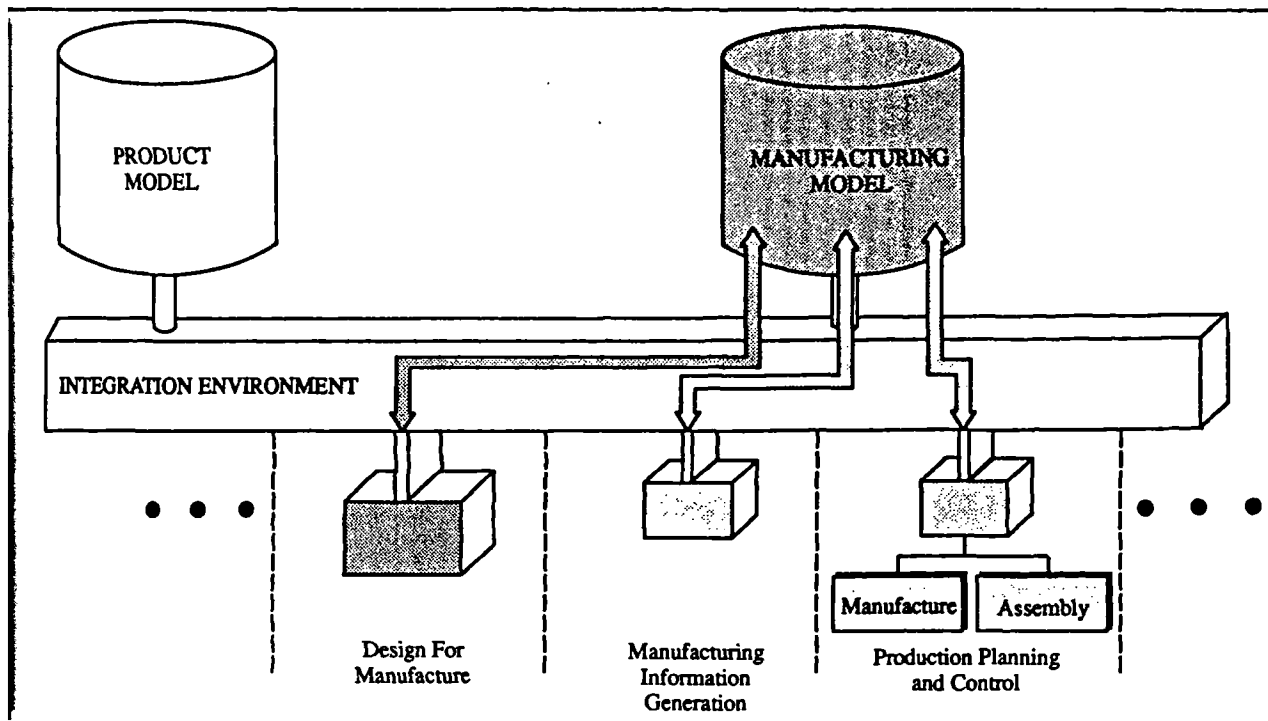 PRODUCT
MODEL
MANUFACTURING
MODEL
INTEGRATION ENVIRONMENT
Manufacture
Assembly
Design For
Manufacture
Manufacturing
Information
Generation
Production Planning
and Control